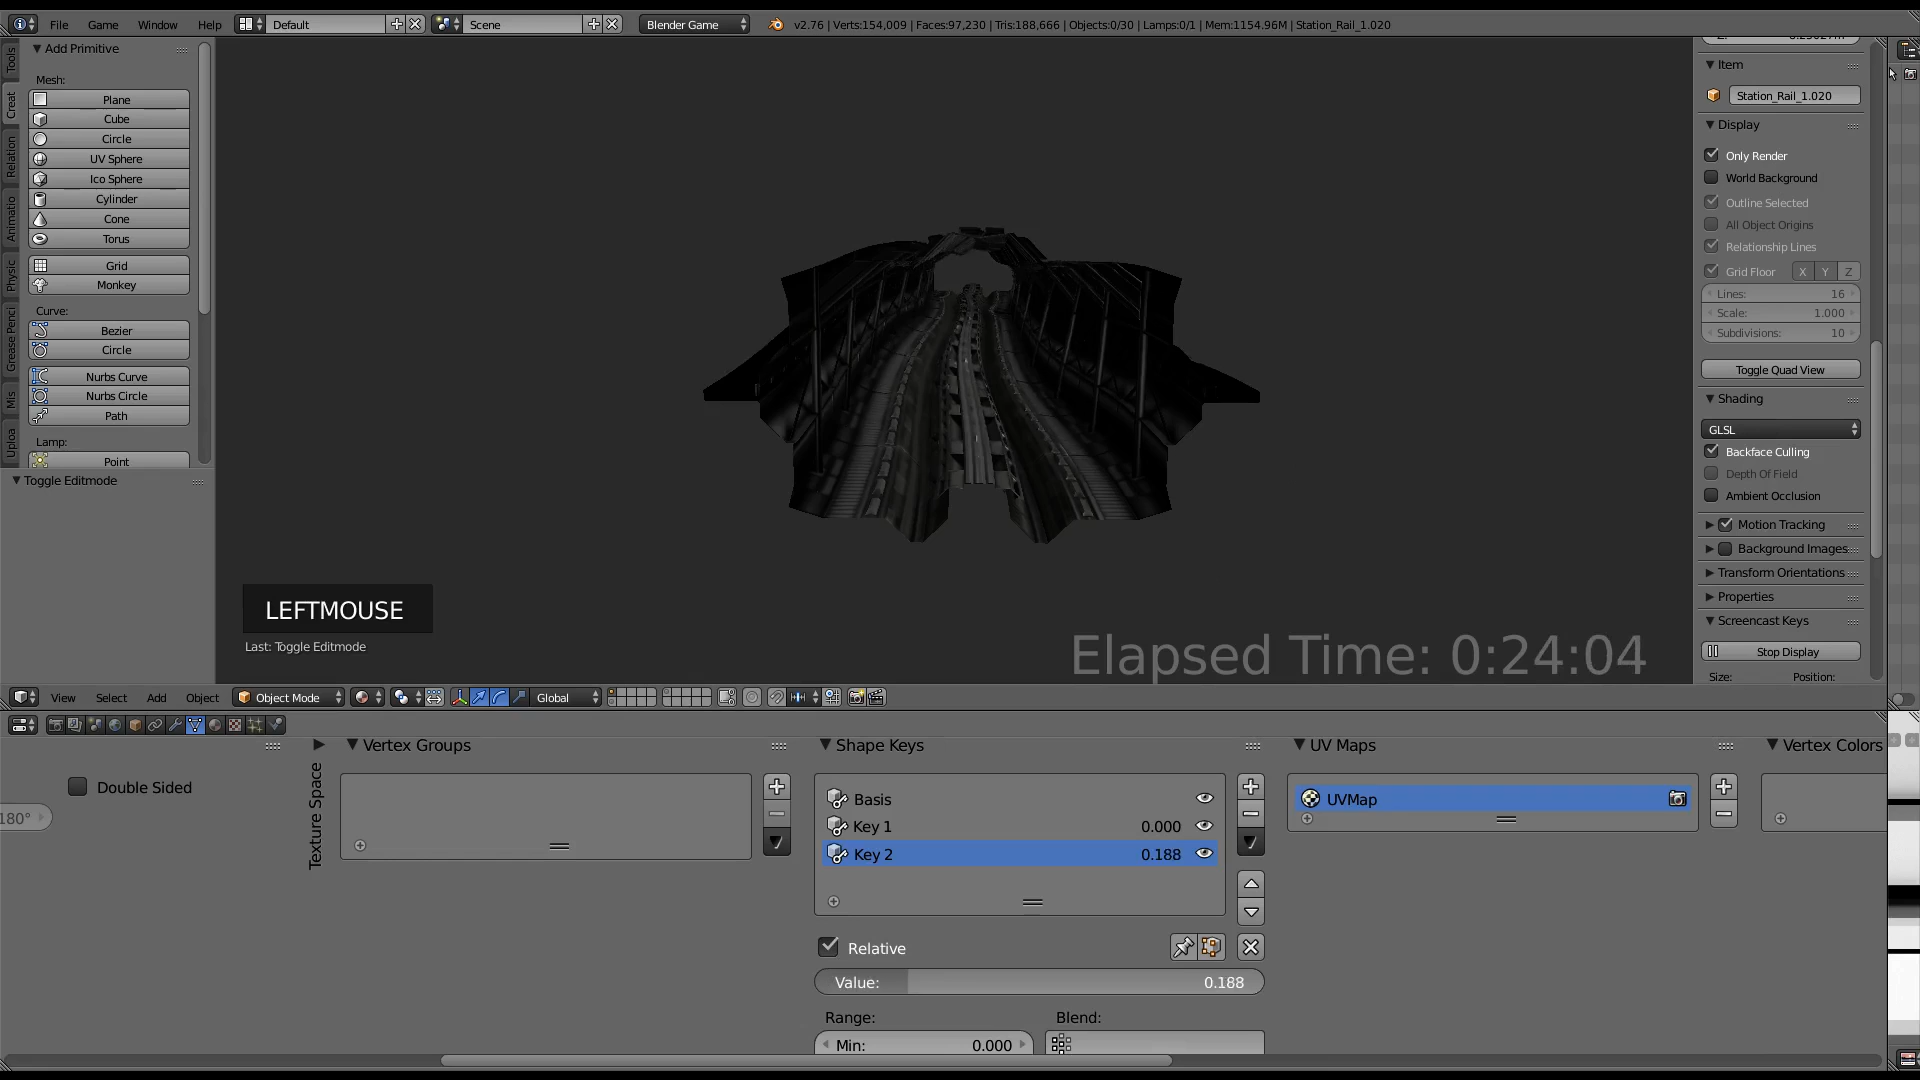 File Game Window Help Default Scene Blender Game v2.76 | Verts:154,009 | Faces:97,230 | Tris:188,666 | Objects:0/30 | Lamps:0/1 | Mem:1154.96M | Station_Rail_1.020
Tools
Creat
Relation
Animatio
Physic
Grease Penci
Mis
Uploa
Add Primitive
Mesh:
Plane
Cube
Circle
UV Sphere
Ico Sphere
Cylinder
Cone
Torus
Grid
Monkey
Curve:
Bezier
Circle
Nurbs Curve
Nurbs Circle
Path
Lamp:
Point
Toggle Editmode
LEFTMOUSE
Last: Toggle Editmode
Elapsed Time: 0:24:04
Item
Station_Rail_1.020
Display
Only Render
World Background
Outline Selected
All Object Origins
Relationship Lines
Grid Floor X Y Z
Lines: 16
Scale: 1.000
Subdivisions: 10
Toggle Quad View
Shading
GLSL
Backface Culling
Depth Of Field
Ambient Occlusion
Motion Tracking
Background Images
Transform Orientations
Properties
Screencast Keys
Stop Display
Size: Position:
View Select Add Object Object Mode Global
Double Sided
180°
Texture Space
Vertex Groups
Shape Keys
Basis
Key 1 0.000
Key 2 0.188
Relative
Value: 0.188
Range: Blend:
Min: 0.000
UV Maps
UVMap
Vertex Colors